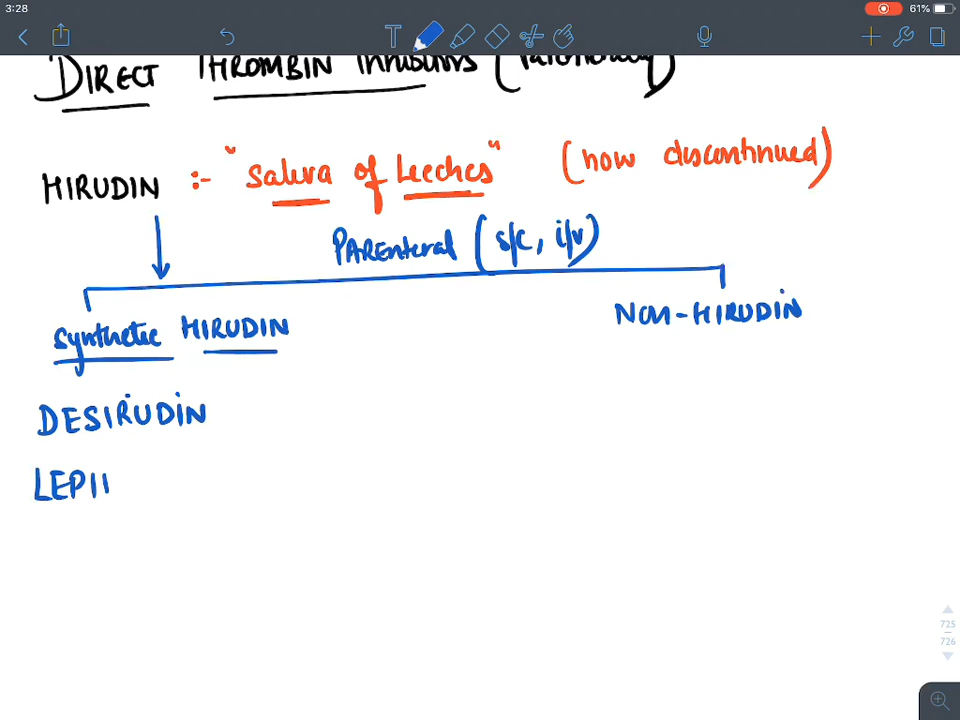 3:28
61%
T
DIRECT THROMBIN INHIBITORS (Parenterally)
HIRUDIN :- "Saliva of Leeches" (now discontinued)
PARENteral (s/c, i/v)
Synthetic HIRUDIN
NON-HIRUDIN
DESIRUDIN
LEPI
725
726